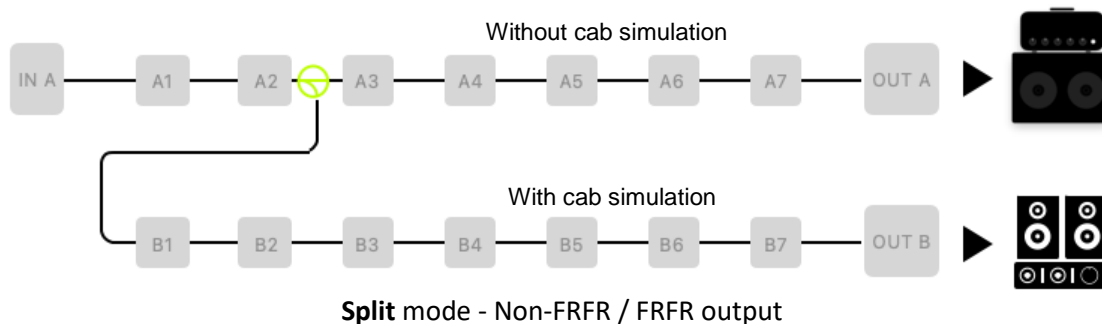 Without cab simulation
IN A A1 A2 A3 A4 A5 A6 A7 OUT A
With cab simulation
B1 B2 B3 B4 B5 B6 B7 OUT B
Split mode - Non-FRFR / FRFR output